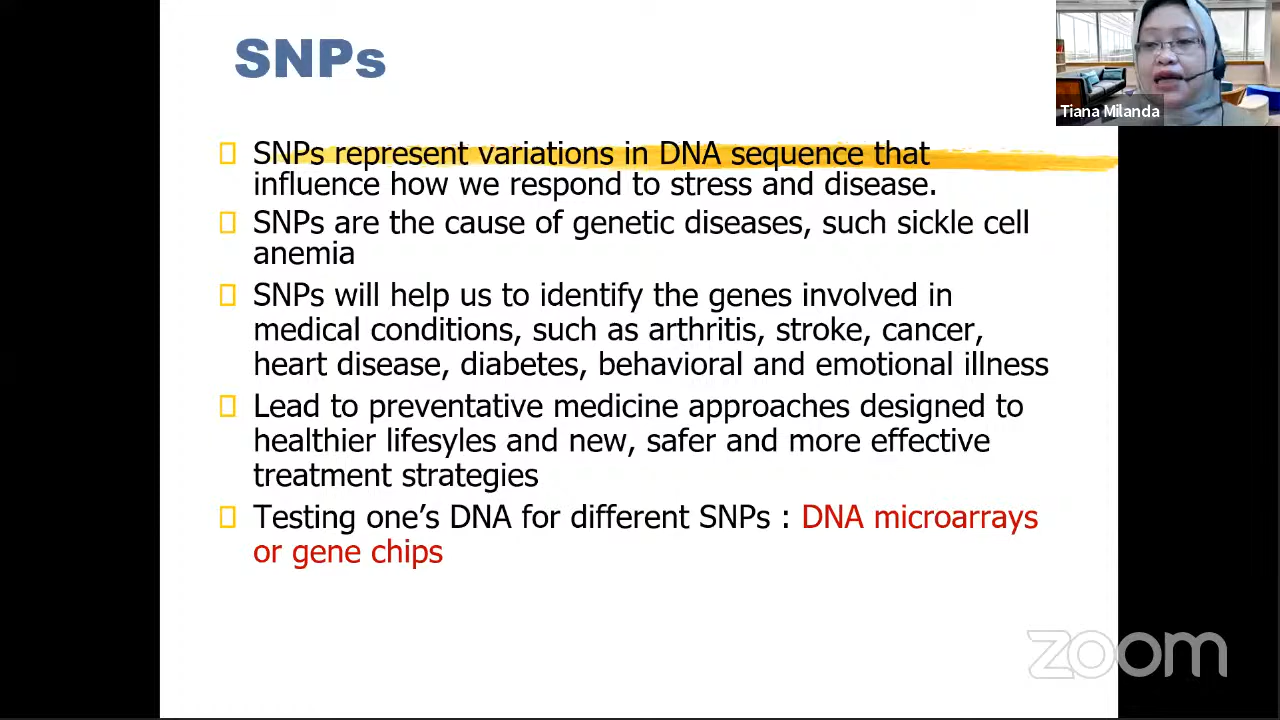 SNPs
Tiana Milanda
SNPs represent variations in DNA sequence that
influence how we respond to stress and disease.
SNPs are the cause of genetic diseases, such sickle cell
anemia
SNPs will help us to identify the genes involved in
medical conditions, such as arthritis, stroke, cancer,
heart disease, diabetes, behavioral and emotional illness
Lead to preventative medicine approaches designed to
healthier lifesyles and new, safer and more effective
treatment strategies
Testing one’s DNA for different SNPs : DNA microarrays
or gene chips
zoom